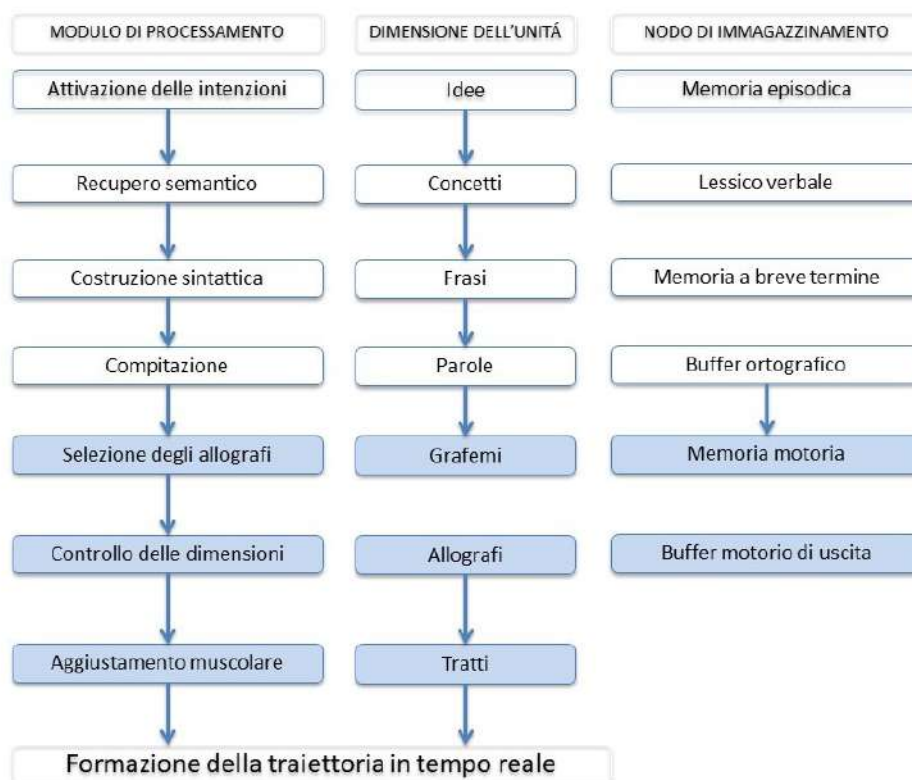 MODULO DI PROCESSAMENTO
DIMENSIONE DELL'UNITÁ
NODO DI IMMAGAZZINAMENTO
Attivazione delle intenzioni
Idee
Memoria episodica
Recupero semantico
Concetti
Lessico verbale
Costruzione sintattica
Frasi
Memoria a breve termine
Compitazione
Parole
Buffer ortografico
Selezione degli allografi
Grafemi
Memoria motoria
Controllo delle dimensioni
Allografi
Buffer motorio di uscita
Aggiustamento muscolare
Tratti
Formazione della traiettoria in tempo reale